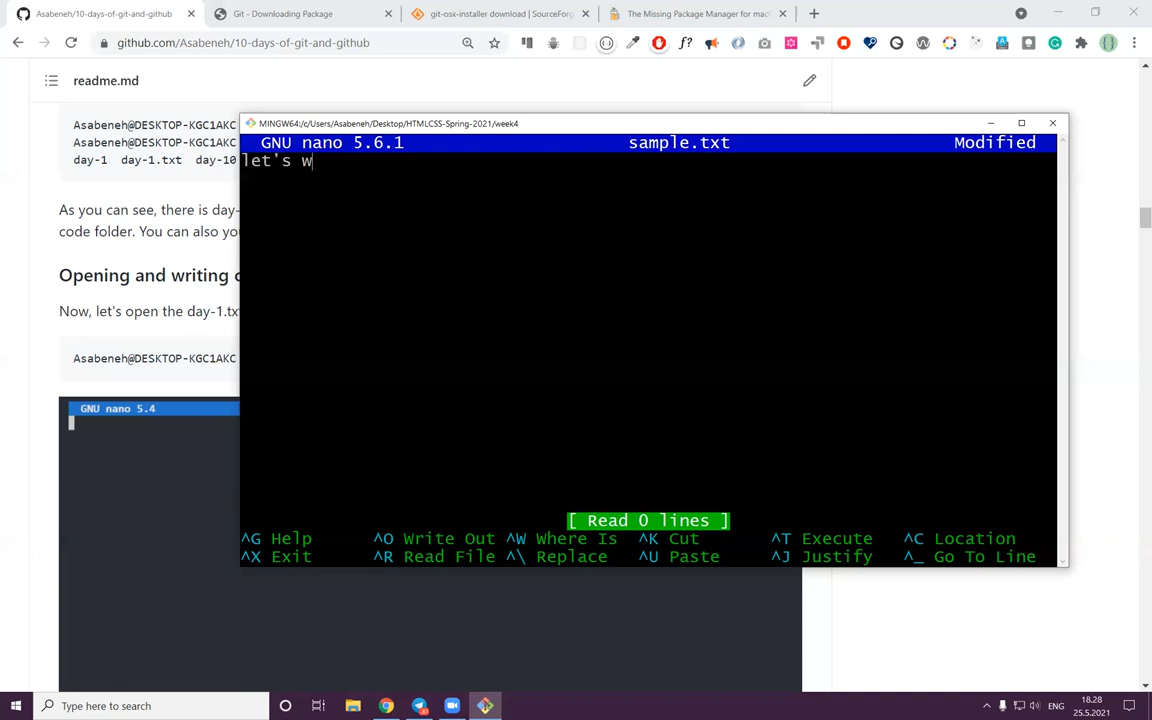 Asabeneh/10-days-of-git-and-github
Git - Downloading Package
git-osx-installer download | SourceForg
The Missing Package Manager for mac
github.com/Asabeneh/10-days-of-git-and-github
readme.md
Asabeneh@DESKTOP-KGC1AKC
Asabeneh@DESKTOP-KGC1AKC
day-1 day-1.txt day-10
As you can see, there is day-
code folder. You can also you
Opening and writing
Now, let's open the day-1.tx
Asabeneh@DESKTOP-KGC1AKC
GNU nano 5.4
MINGW64:/c/Users/Asabeneh/Desktop/HTMLCSS-Spring-2021/week4
GNU nano 5.6.1 sample.txt Modified
let's w
[ Read 0 lines ]
^G Help ^O Write Out ^W Where Is ^K Cut ^T Execute ^C Location
^X Exit ^R Read File ^\ Replace ^U Paste ^J Justify ^_ Go To Line
Type here to search
ENG
18.28
25.5.2021